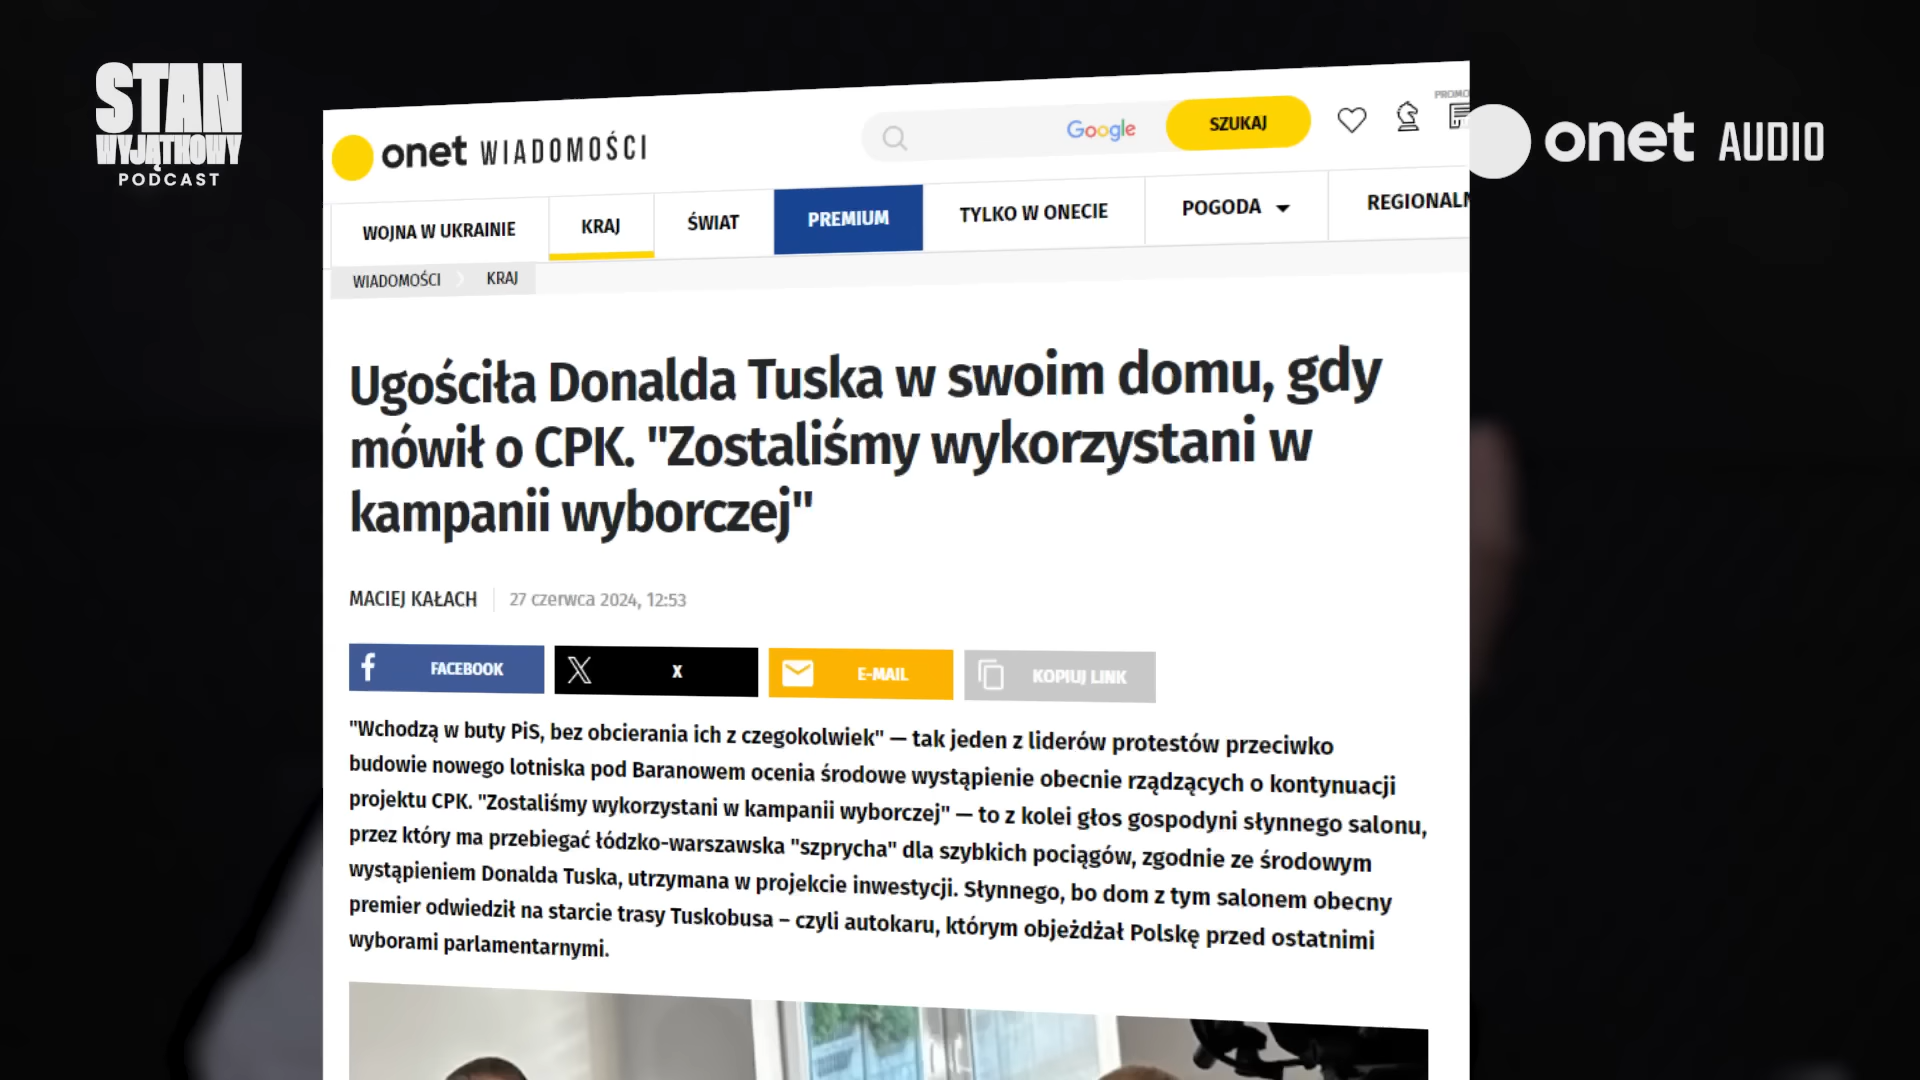 STAN
WYJĄTKOWY
PODCAST
onet WIADOMOŚCI
Google
SZUKAJ
onet AUDIO
WOJNA W UKRAINIE
KRAJ
ŚWIAT
PREMIUM
TYLKO W ONECIE
POGODA
WIADOMOŚCI
KRAJ
Ugościła Donalda Tuska w swoim domu, gdy
mówił o CPK. "Zostaliśmy wykorzystani w
kampanii wyborczej"
MACIEJ KAŁACH
27 czerwca 2024, 12:53
FACEBOOK
X
E-MAIL
KOPIUJ LINK
"Wchodzą w buty PiS, bez obcierania ich z czegokolwiek" — tak jeden z liderów protestów przeciwko
budowie nowego lotniska pod Baranowem ocenia środowe wystąpienie obecnie rządzących o kontynuacji
projektu CPK. "Zostaliśmy wykorzystani w kampanii wyborczej" — to z kolei głos gospodyni słynnego salonu,
przez który ma przebiegać łódzko-warszawska "szprycha" dla szybkich pociągów, zgodnie ze środowym
wystąpieniem Donalda Tuska, utrzymana w projekcie inwestycji. Słynnego, bo dom z tym salonem obecny
premier odwiedził na starcie trasy Tuskobusa – czyli autokaru, którym objeżdżał Polskę przed ostatnimi
wyborami parlamentarnymi.